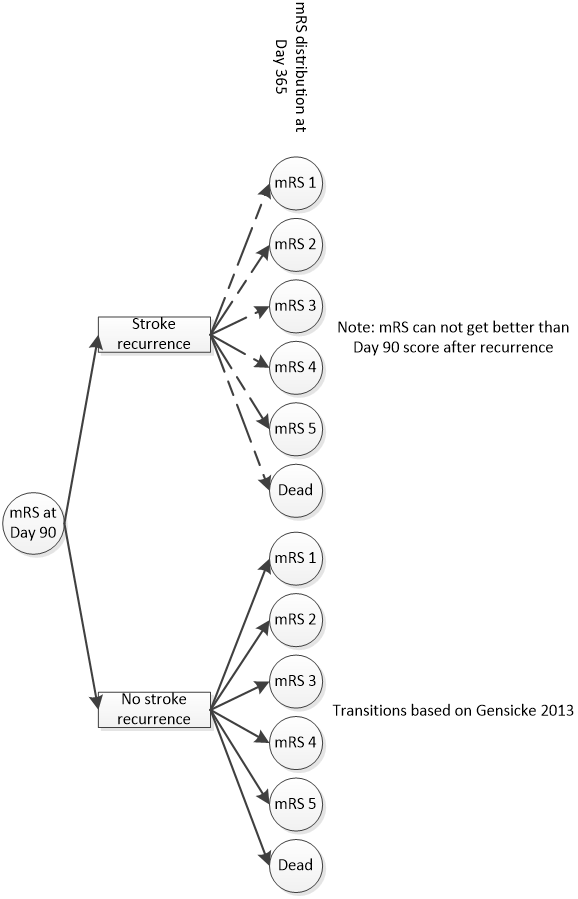 mRS distribution at
Day 365
mRS 1
mRS 2
mRS 3
mRS 4
mRS 5
Dead
Stroke
recurrence
Note: mRS can not get better than
Day 90 score after recurrence
mRS at
Day 90
mRS 1
mRS 2
mRS 3
mRS 4
mRS 5
Dead
No stroke
recurrence
Transitions based on Gensicke 2013